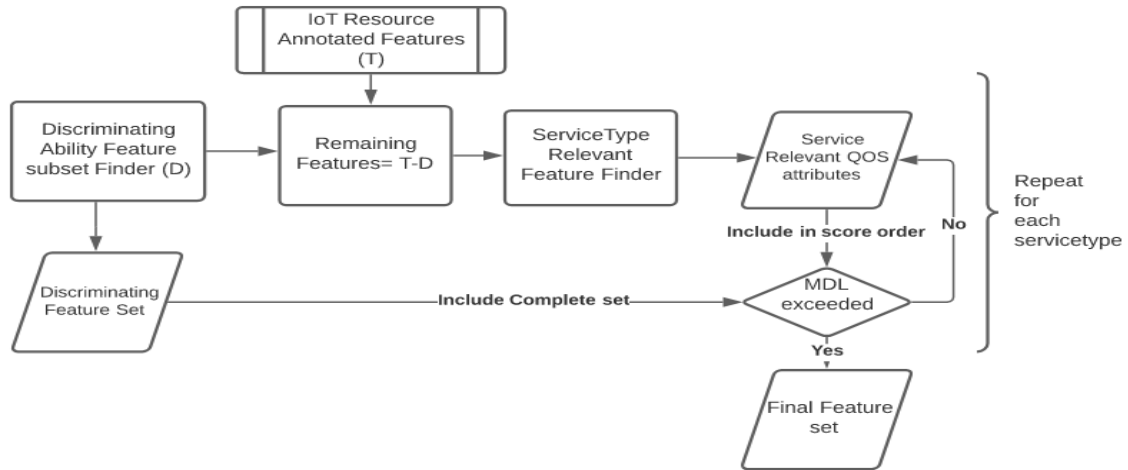 IoT Resource
Annotated Features
(T)
Discriminating
Ability Feature
subset Finder (D)
Remaining
Features= T-D
ServiceType
Relevant
Feature Finder
Service
Relevant QOS
attributes
Repeat
for
each
servicetype
Include in score order
No
Discriminating
Feature Set
Include Complete set
MDL
exceeded
Yes
Final Feature
set